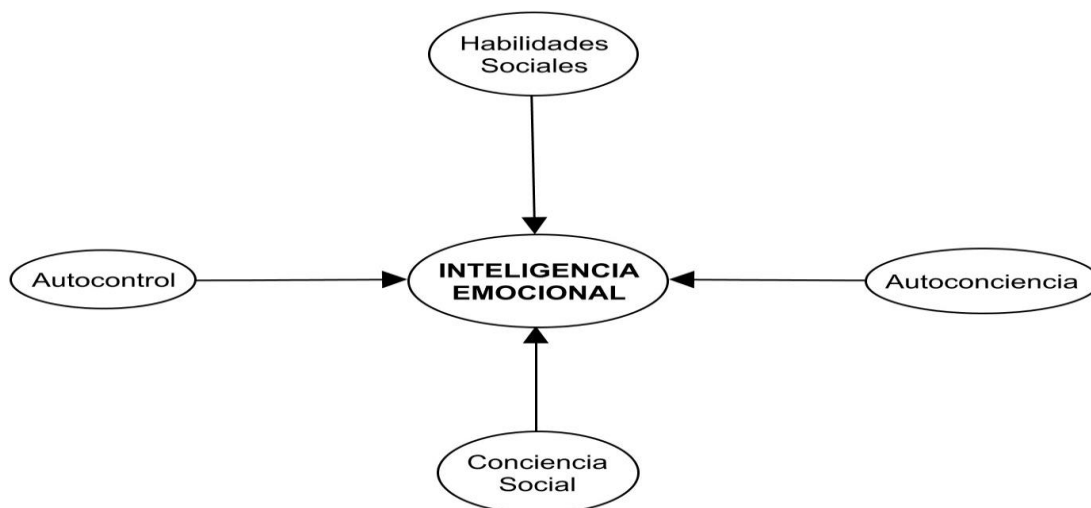 Habilidades
Sociales
Autocontrol
INTELIGENCIA
EMOCIONAL
Autoconciencia
Conciencia
Social